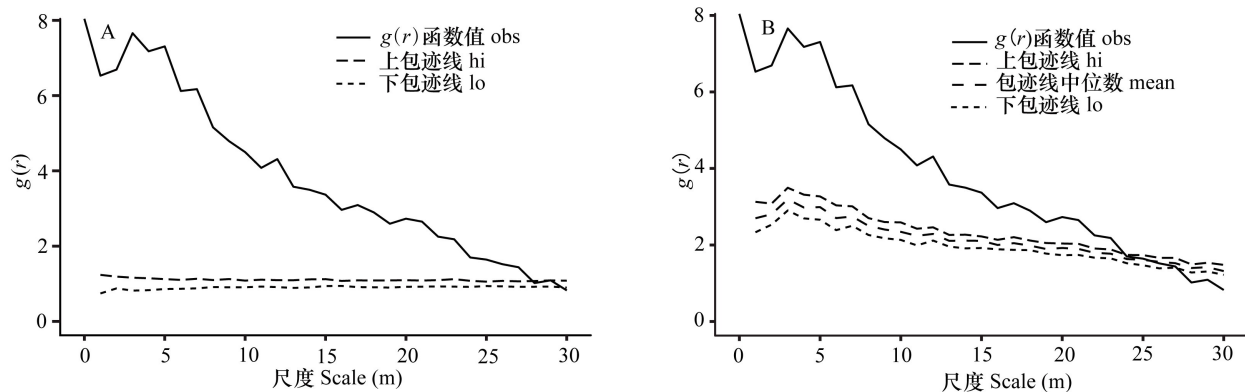 A
g(r)函数值 obs
上包迹线 hi
下包迹线 lo
8
6
4
2
0
g(r)
0 5 10 15 20 25 30
尺度 Scale (m)
B
g(r)函数值 obs
上包迹线 hi
包迹线中位数 mean
下包迹线 lo
8
6
4
2
0
g(r)
0 5 10 15 20 25 30
尺度 Scale (m)